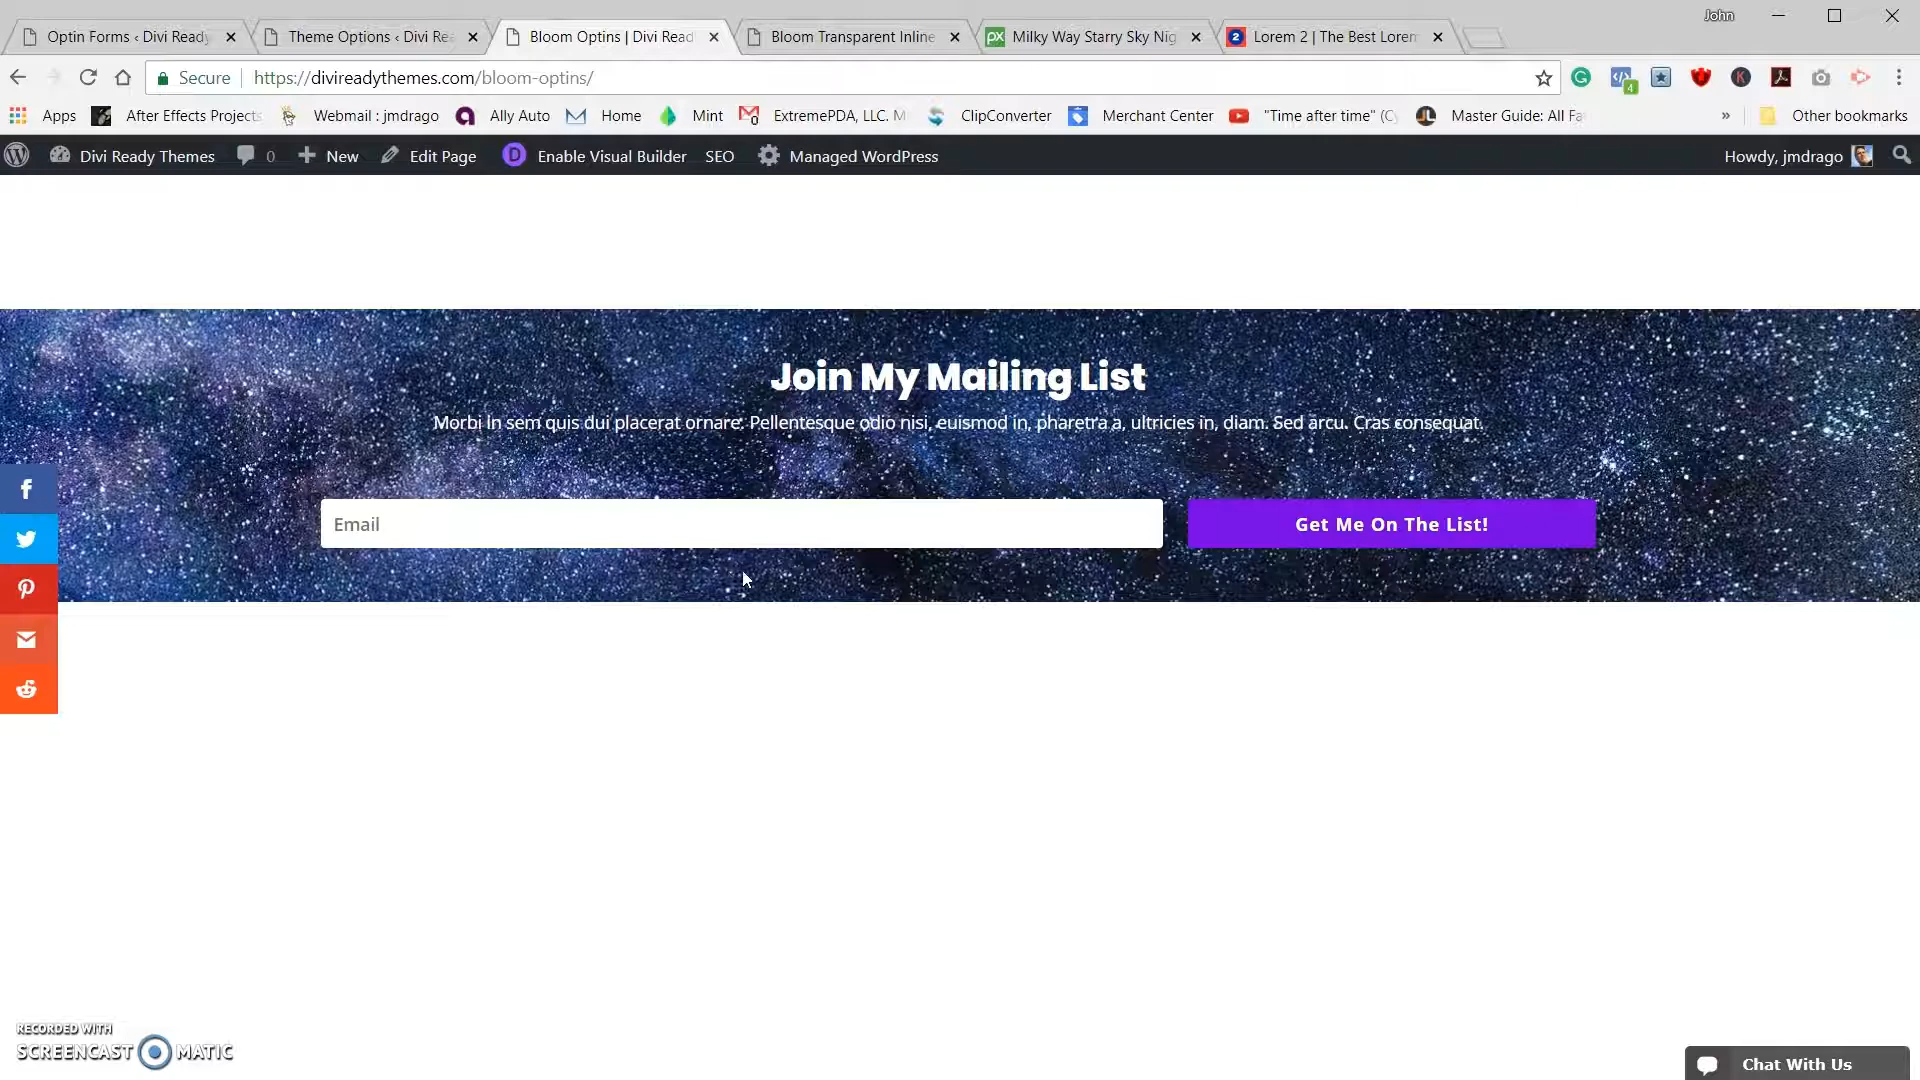 John
Optin Forms ‹ Divi Ready
Theme Options ‹ Divi Re
Bloom Optins | Divi Read
Bloom Transparent Inline
Milky Way Starry Sky Nig
Lorem 2 | The Best Lorem
Secure https://divireadythemes.com/bloom-optins/
4
Apps After Effects Projects Webmail : jmdrago Ally Auto Home Mint ExtremePDA, LLC. M ClipConverter Merchant Center "Time after time" (C Master Guide: All Fa » Other bookmarks
Divi Ready Themes 0 New Edit Page D Enable Visual Builder SEO Managed WordPress Howdy, jmdrago
Join My Mailing List
Morbi in sem quis dui placerat ornare. Pellentesque odio nisi, euismod in, pharetra a, ultricies in, diam. Sed arcu. Cras consequat.
Email
Get Me On The List!
RECORDED WITH
SCREENCAST MATIC
Chat With Us